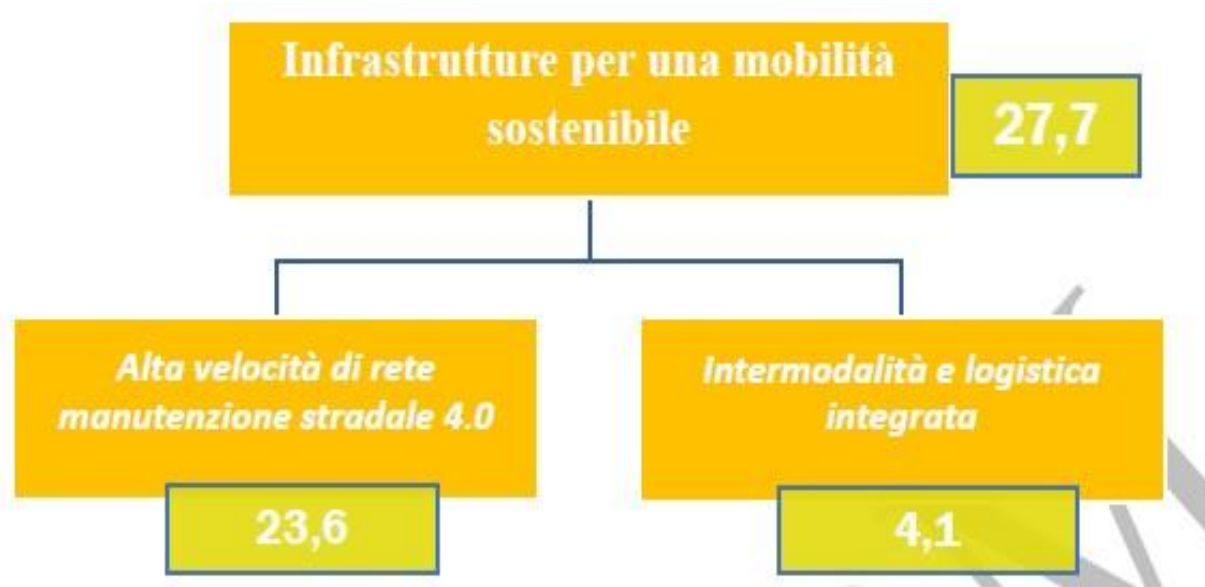 Infrastrutture per una mobilità
sostenibile
27,7
Alta velocità di rete
manutenzione stradale 4.0
23,6
Intermodalità e logistica
integrata
4,1